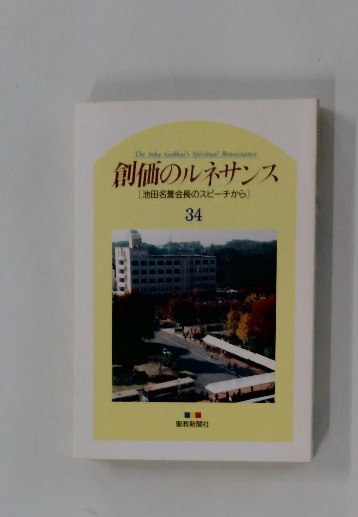 The Soka Gakkai's Spiritual Renaissance
創価のルネサンス
[池田名誉会長のスピーチから]
34
聖教新聞社